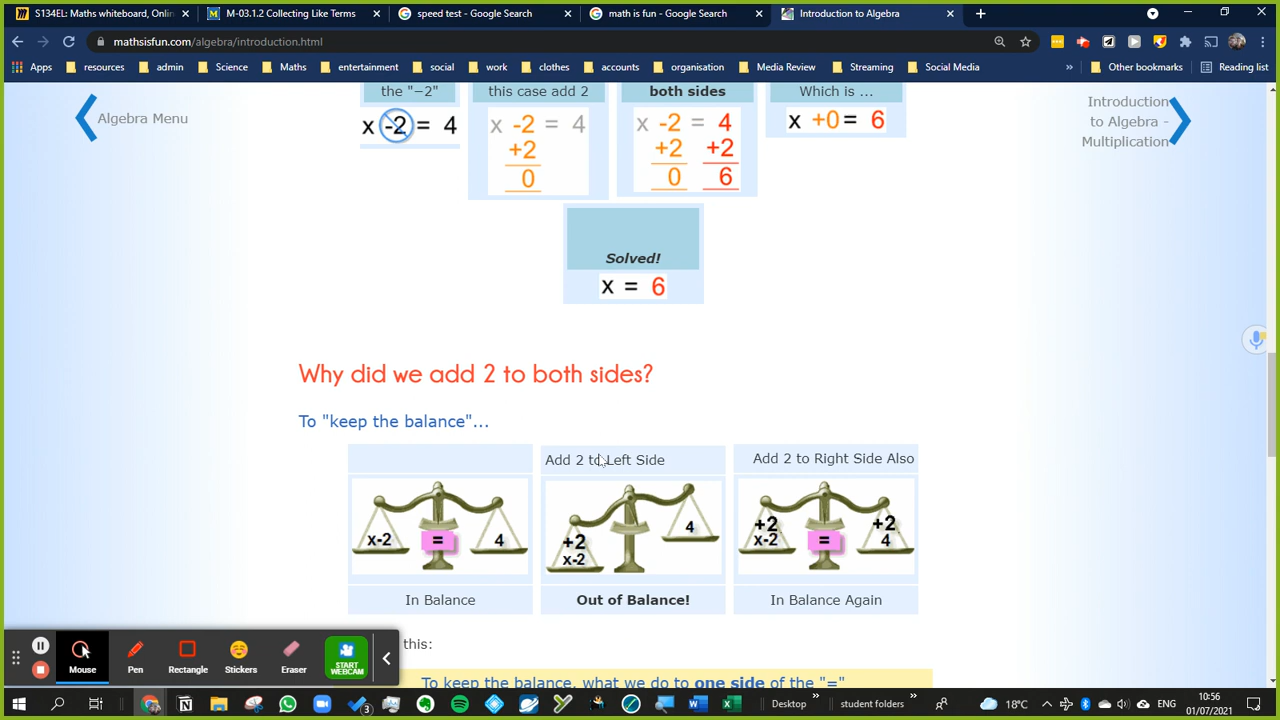 S134EL: Maths whiteboard, Onlin
M-03.1.2 Collecting Like Terms
speed test - Google Search
math is fun - Google Search
Introduction to Algebra
mathsisfun.com/algebra/introduction.html
Apps
resources
admin
Science
Maths
entertainment
social
work
clothes
accounts
organisation
Media Review
Streaming
Social Media
»
Other bookmarks
Reading list
Algebra Menu
Introduction
to Algebra -
Multiplication
the "−2"
x -2 = 4
this case add 2
x -2 = 4
+2
0
both sides
x -2 = 4
+2 +2
0 6
Which is ...
x +0 = 6
Solved!
x = 6
Why did we add 2 to both sides?
To "keep the balance"...
Add 2 to Left Side
Add 2 to Right Side Also
x-2 = 4
+2
x-2
4
+2 +2
x-2 = 4
In Balance
Out of Balance!
In Balance Again
this:
To keep the balance, what we do to one side of the "="
Mouse
Pen
Rectangle
Stickers
Eraser
START
WEBCAM
Desktop
»
student folders
»
18°C
ENG
10:56
01/07/2021